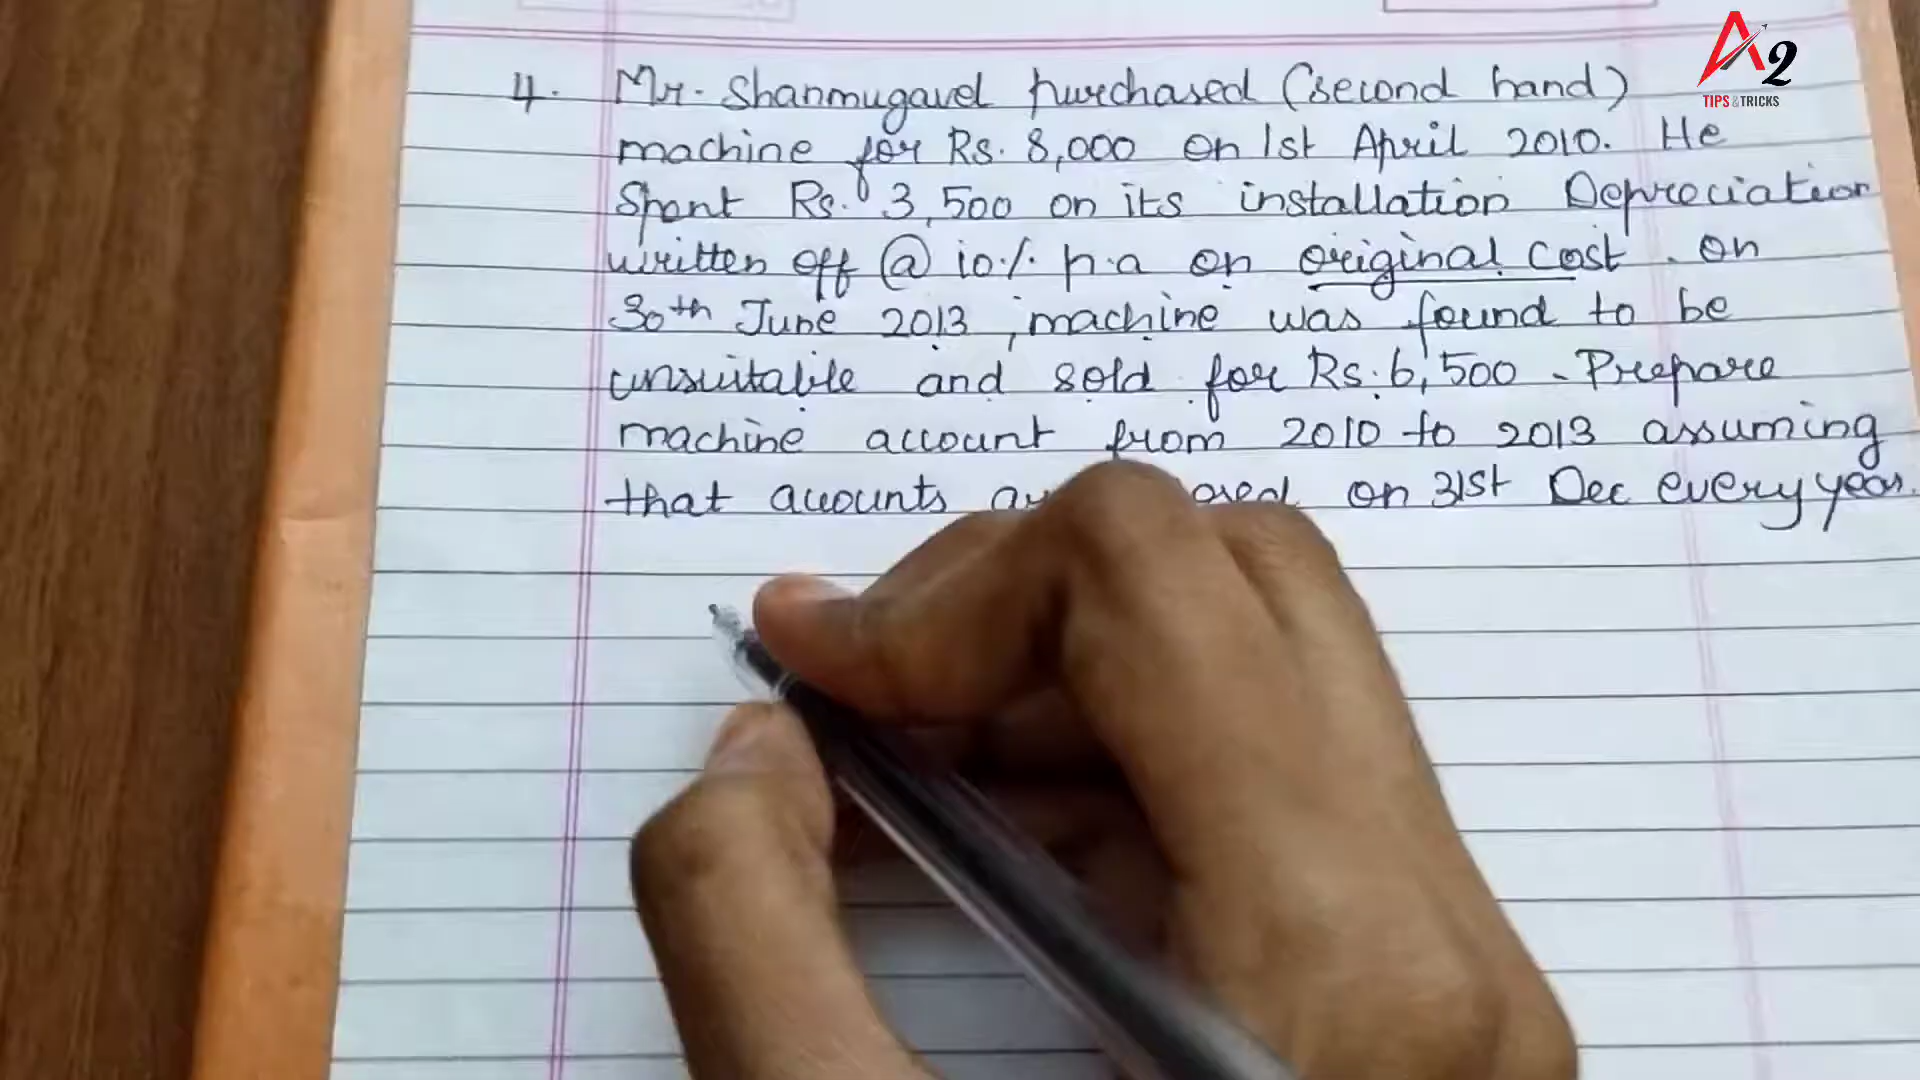 A2
TIPS & TRICKS
4. Mr. Shanmugavel purchased (second hand)
machine for Rs. 8,000 on 1st April 2010. He
Spent Rs. 3,500 on its installation Depreciation
written off @ 10% p.a on original cost. on
30th June 2013, machine was found to be
unsuitable and sold for Rs. 6,500 - Prepare
machine account from 2010 to 2013 assuming
that accounts on 31st Dec every year.